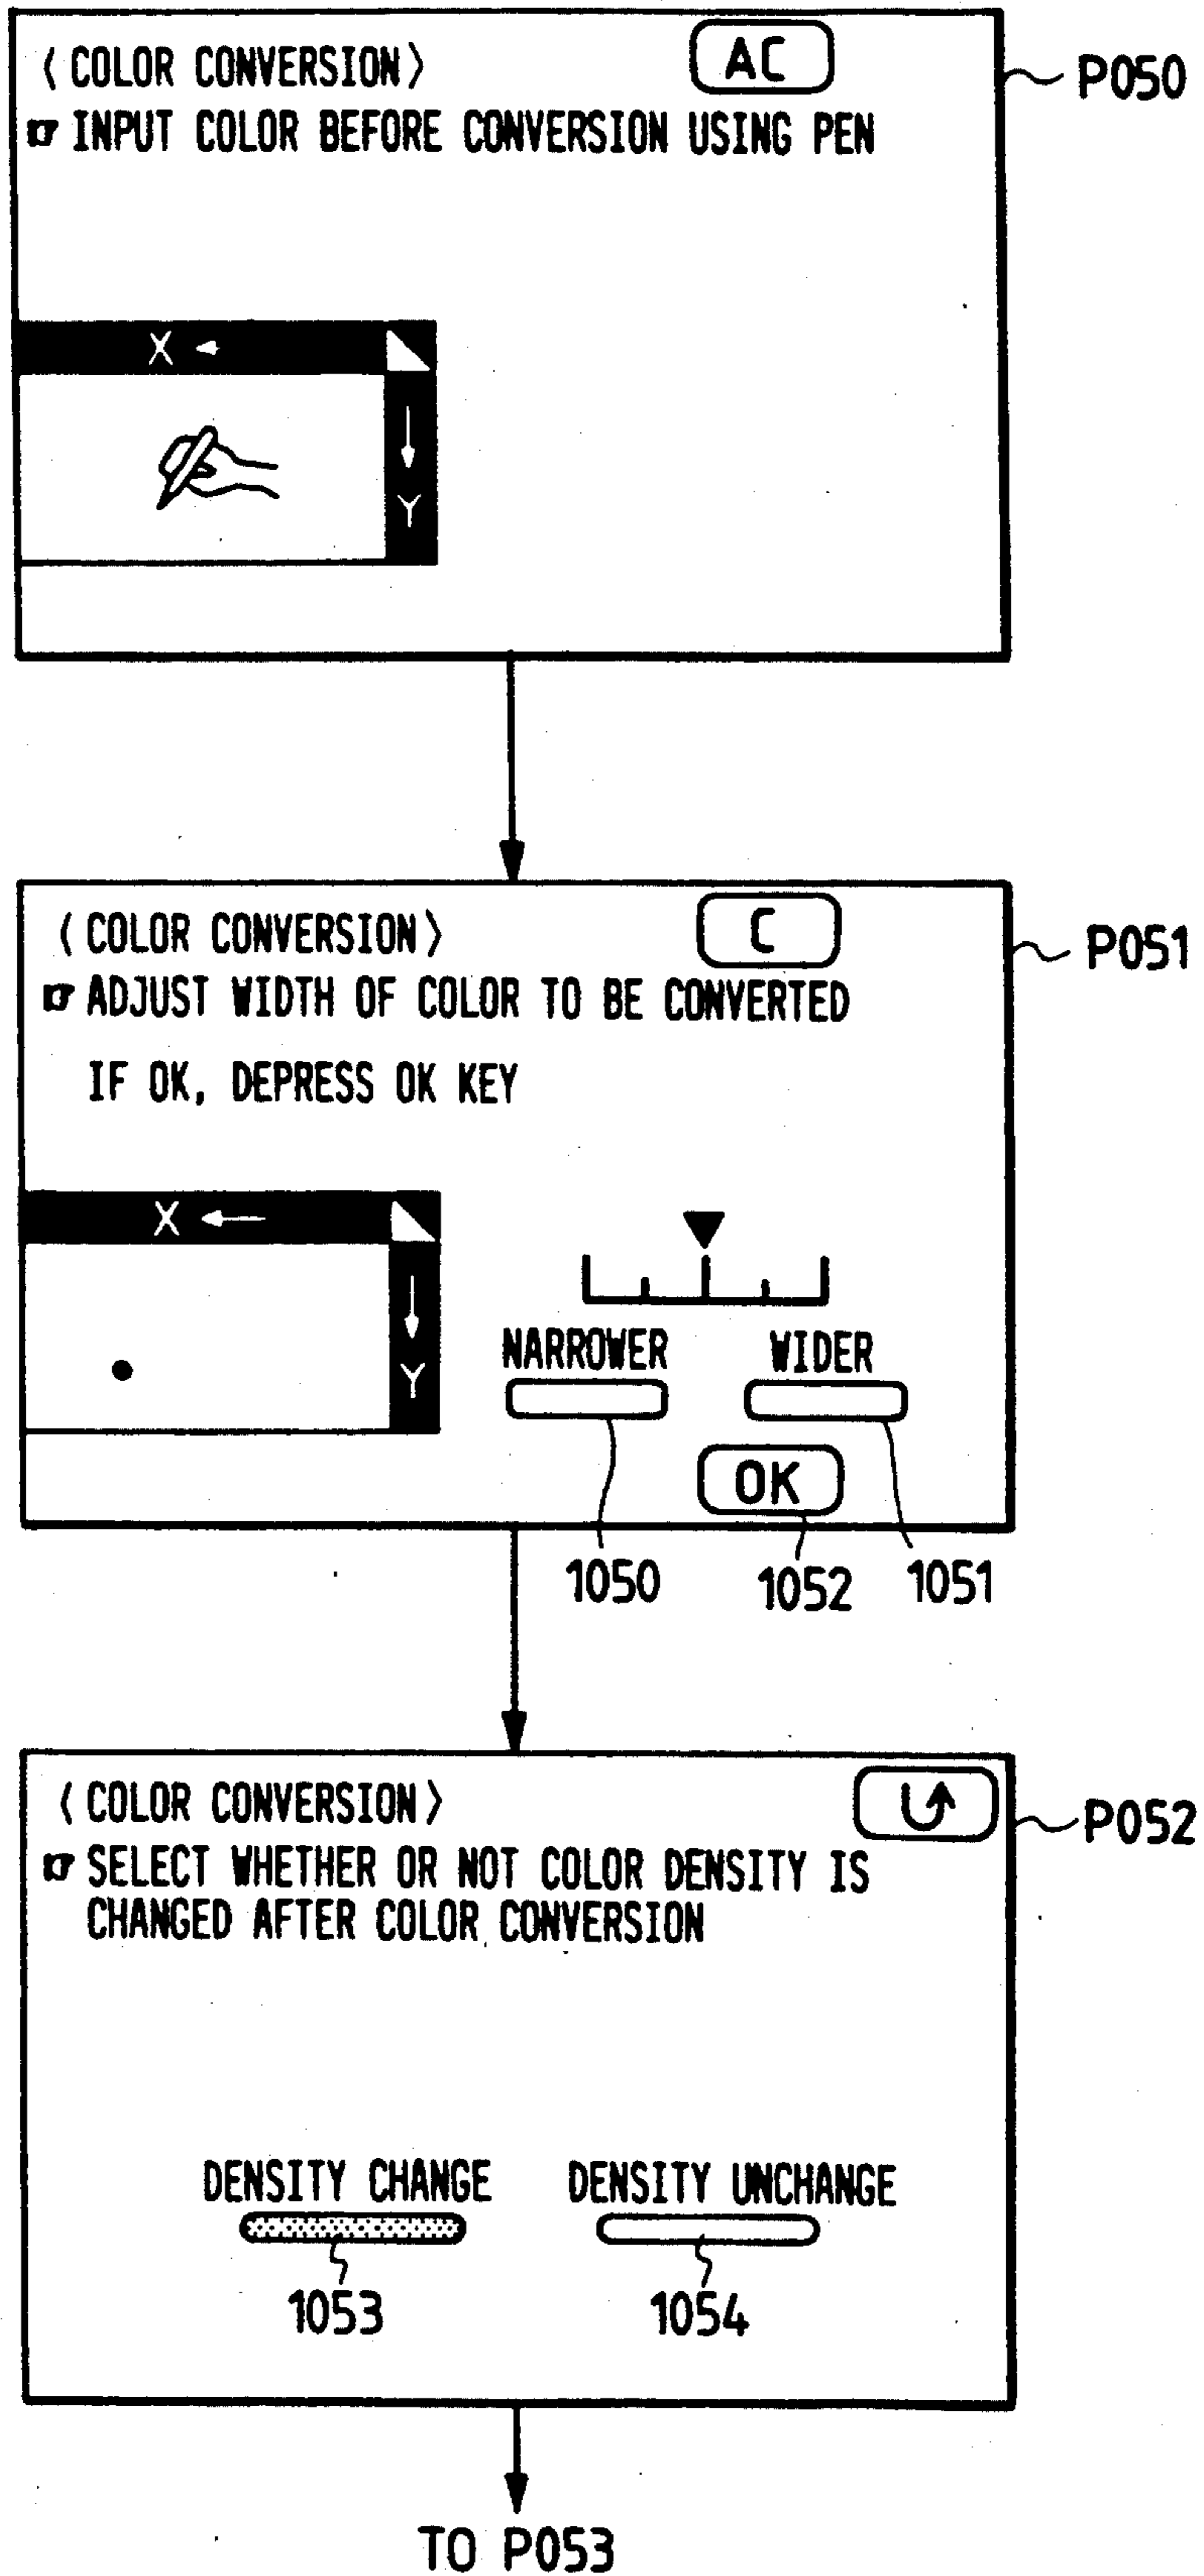 〈 COLOR CONVERSION 〉 AC
P050
☞ INPUT COLOR BEFORE CONVERSION USING PEN
X
Y
〈 COLOR CONVERSION 〉 C
P051
☞ ADJUST WIDTH OF COLOR TO BE CONVERTED
IF OK, DEPRESS OK KEY
X ←
↓
Y
NARROWER WIDER
OK
1050 1052 1051
〈 COLOR CONVERSION 〉
P052
☞ SELECT WHETHER OR NOT COLOR DENSITY IS
CHANGED AFTER COLOR CONVERSION
DENSITY CHANGE DENSITY UNCHANGE
1053 1054
TO P053